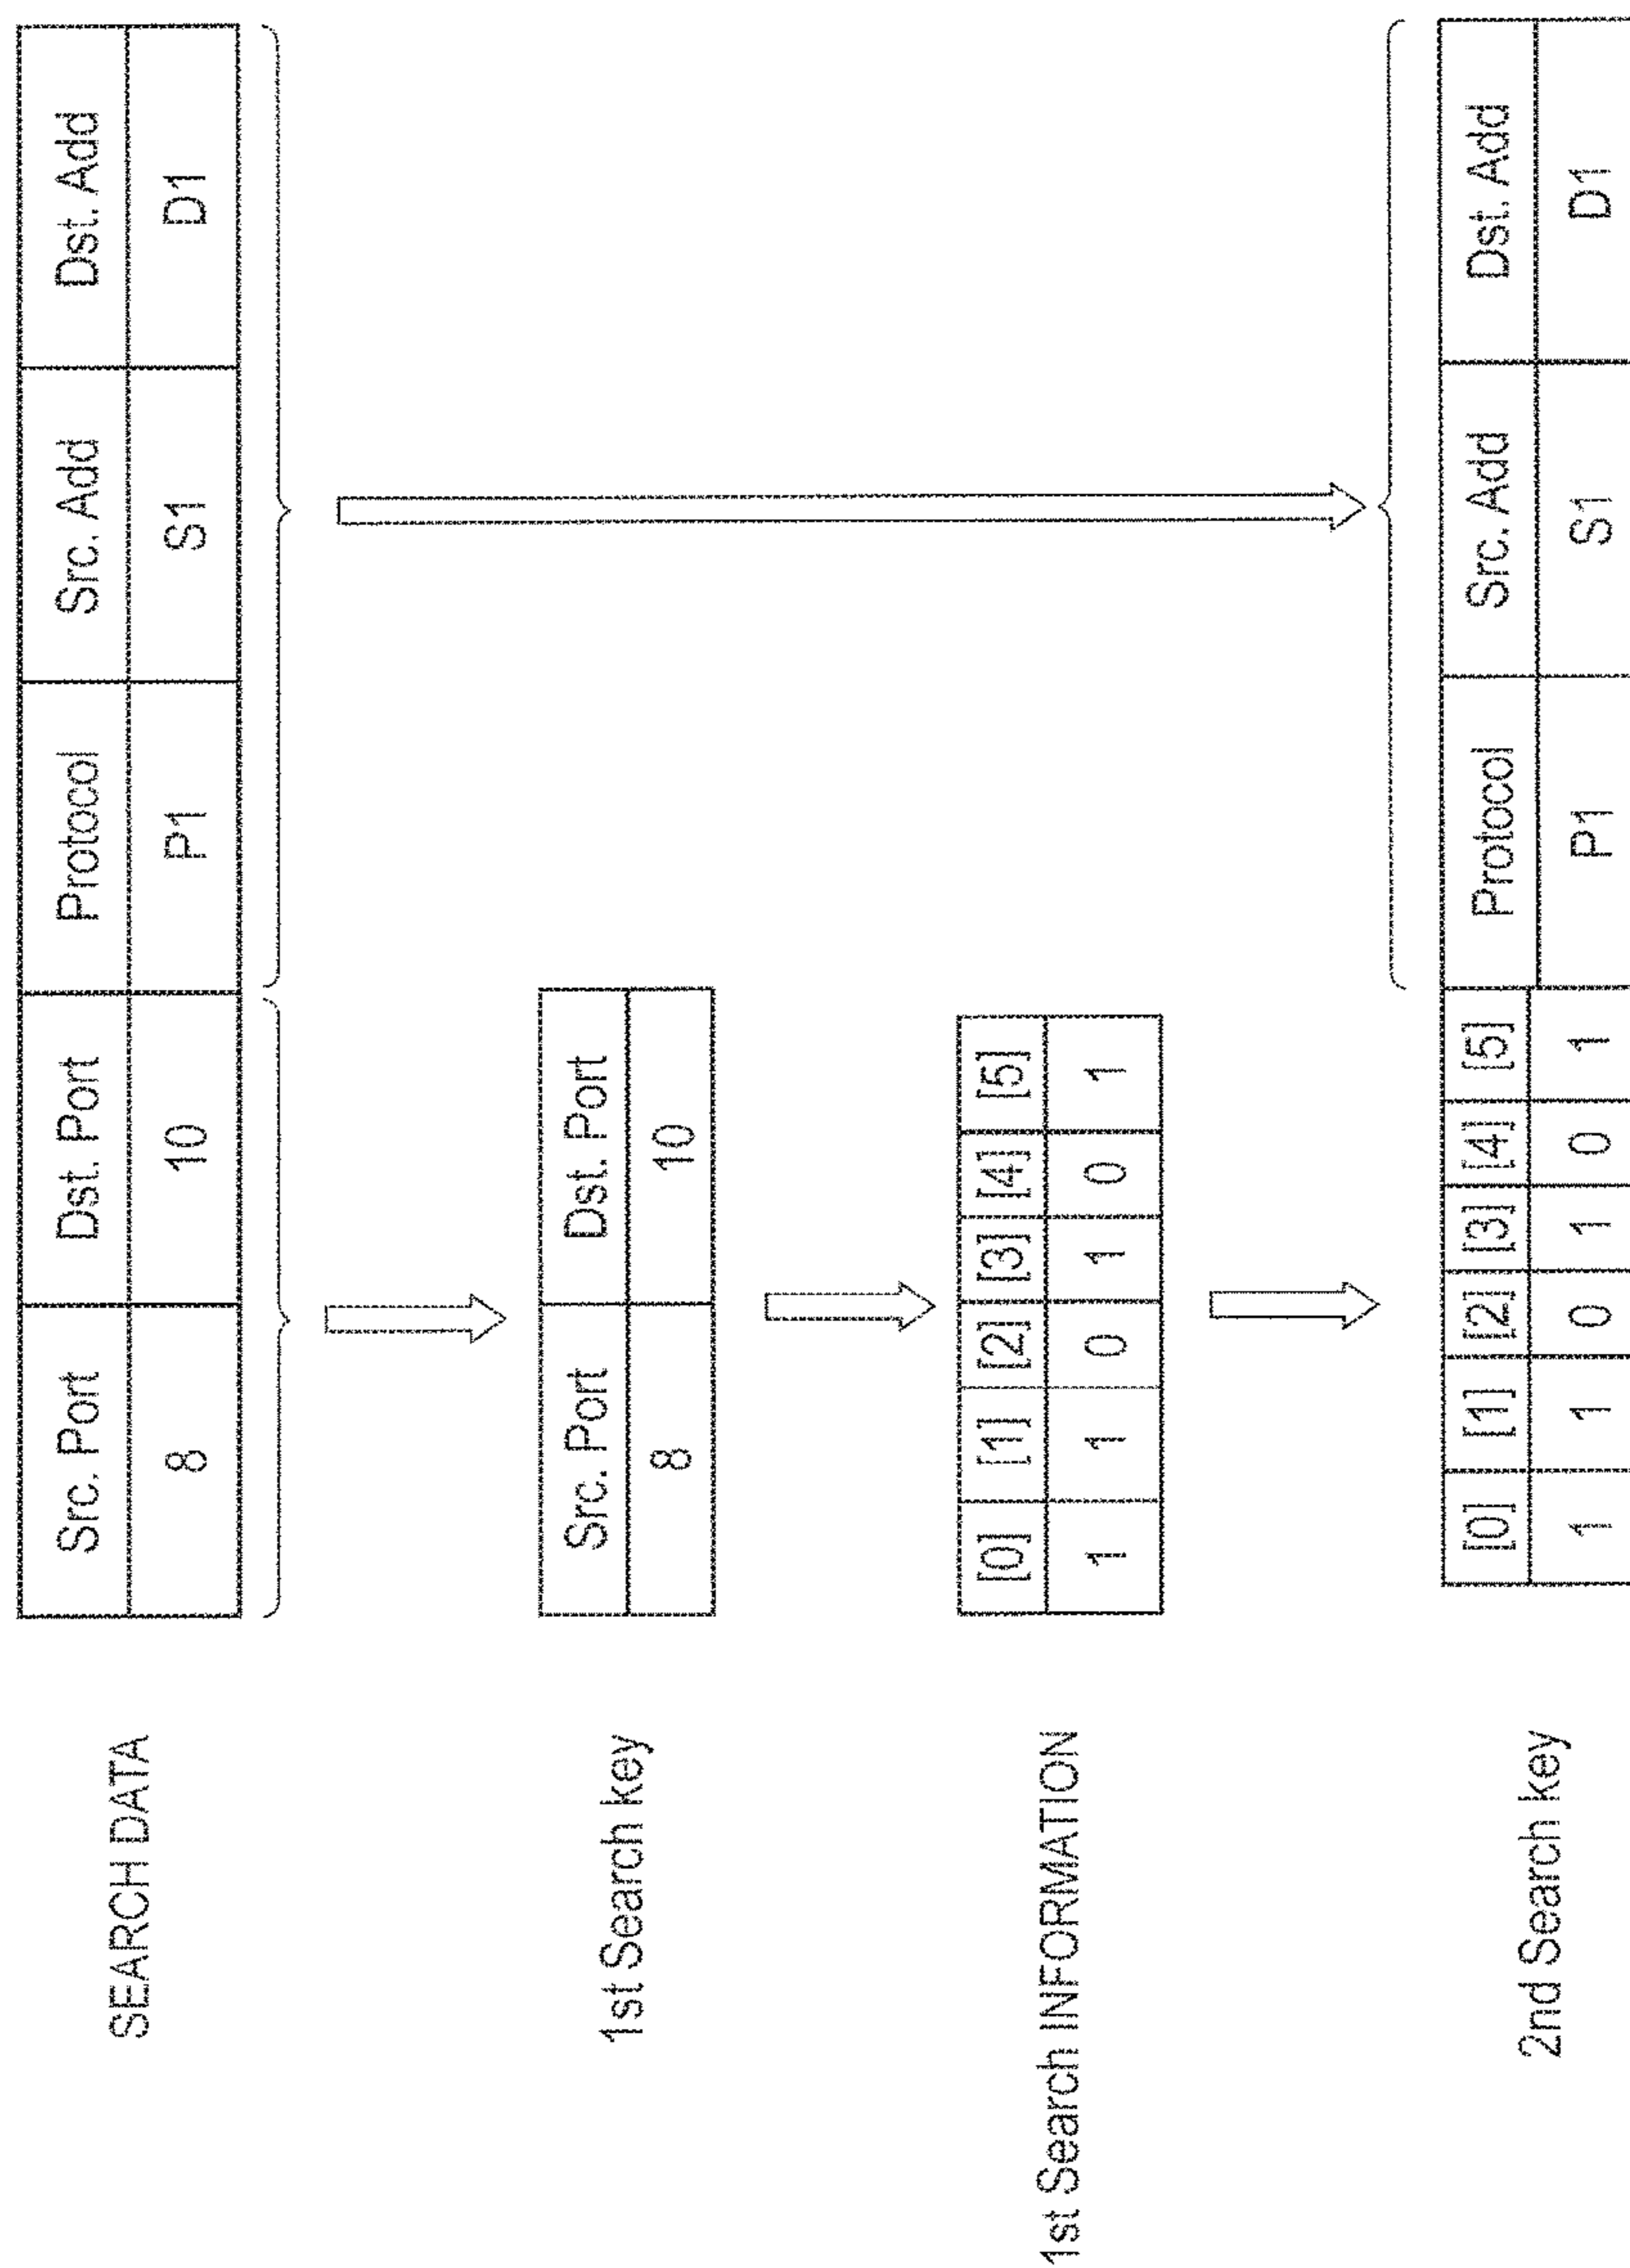 SEARCH DATA
Src. Port Dst. Port Protocol Src. Add Dst. Add
8 10 P1 S1 D1
1st Search key
Src. Port Dst. Port
8 10
1st Search INFORMATION
[0] [1] [2] [3] [4] [5]
1 1 0 1 0 1
2nd Search key
[0] [1] [2] [3] [4] [5] Protocol Src. Add Dst. Add
1 1 0 1 0 1 P1 S1 D1